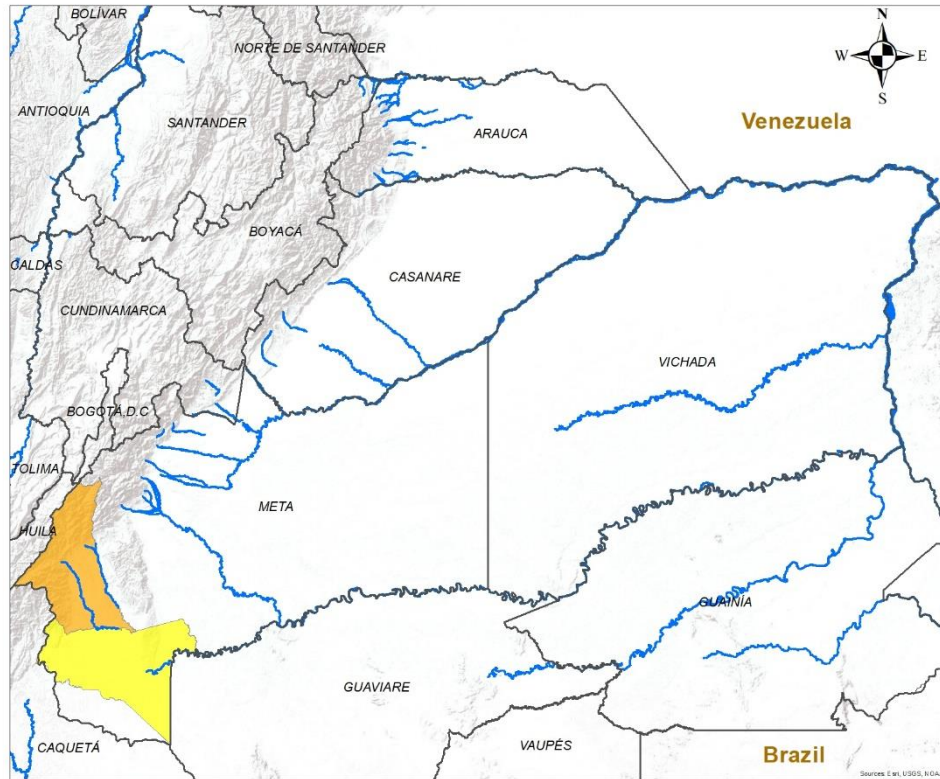 BOLÍVAR
NORTE DE SANTANDER
N
W E
S
ANTIOQUIA
SANTANDER
ARAUCA
Venezuela
BOYACÁ
CALDAS
CASANARE
CUNDINAMARCA
VICHADA
BOGOTÁ,D.C
TOLIMA
META
HUILA
GUAINÍA
GUAVIARE
CAQUETÁ
VAUPÉS
Brazil
Sources: Esri, USGS, NOAA